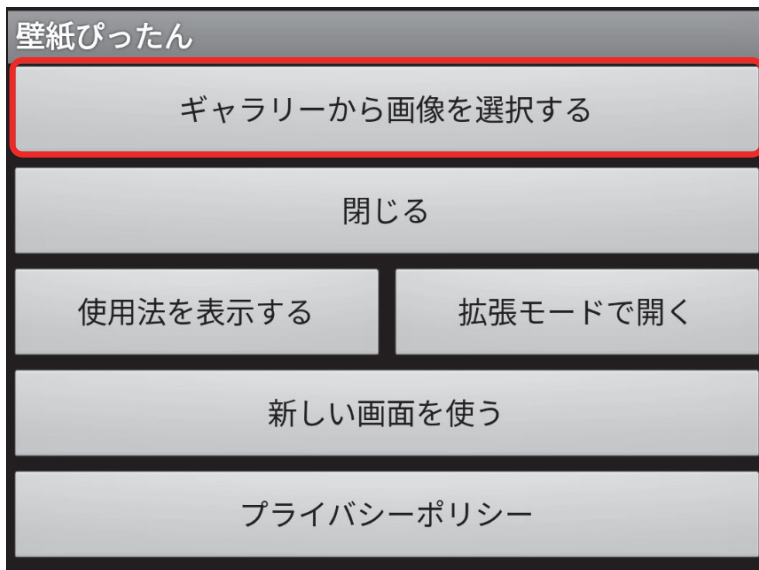 壁紙ぴったん
ギャラリーから画像を選択する
閉じる
使用法を表示する
拡張モードで開く
新しい画面を使う
プライバシーポリシー